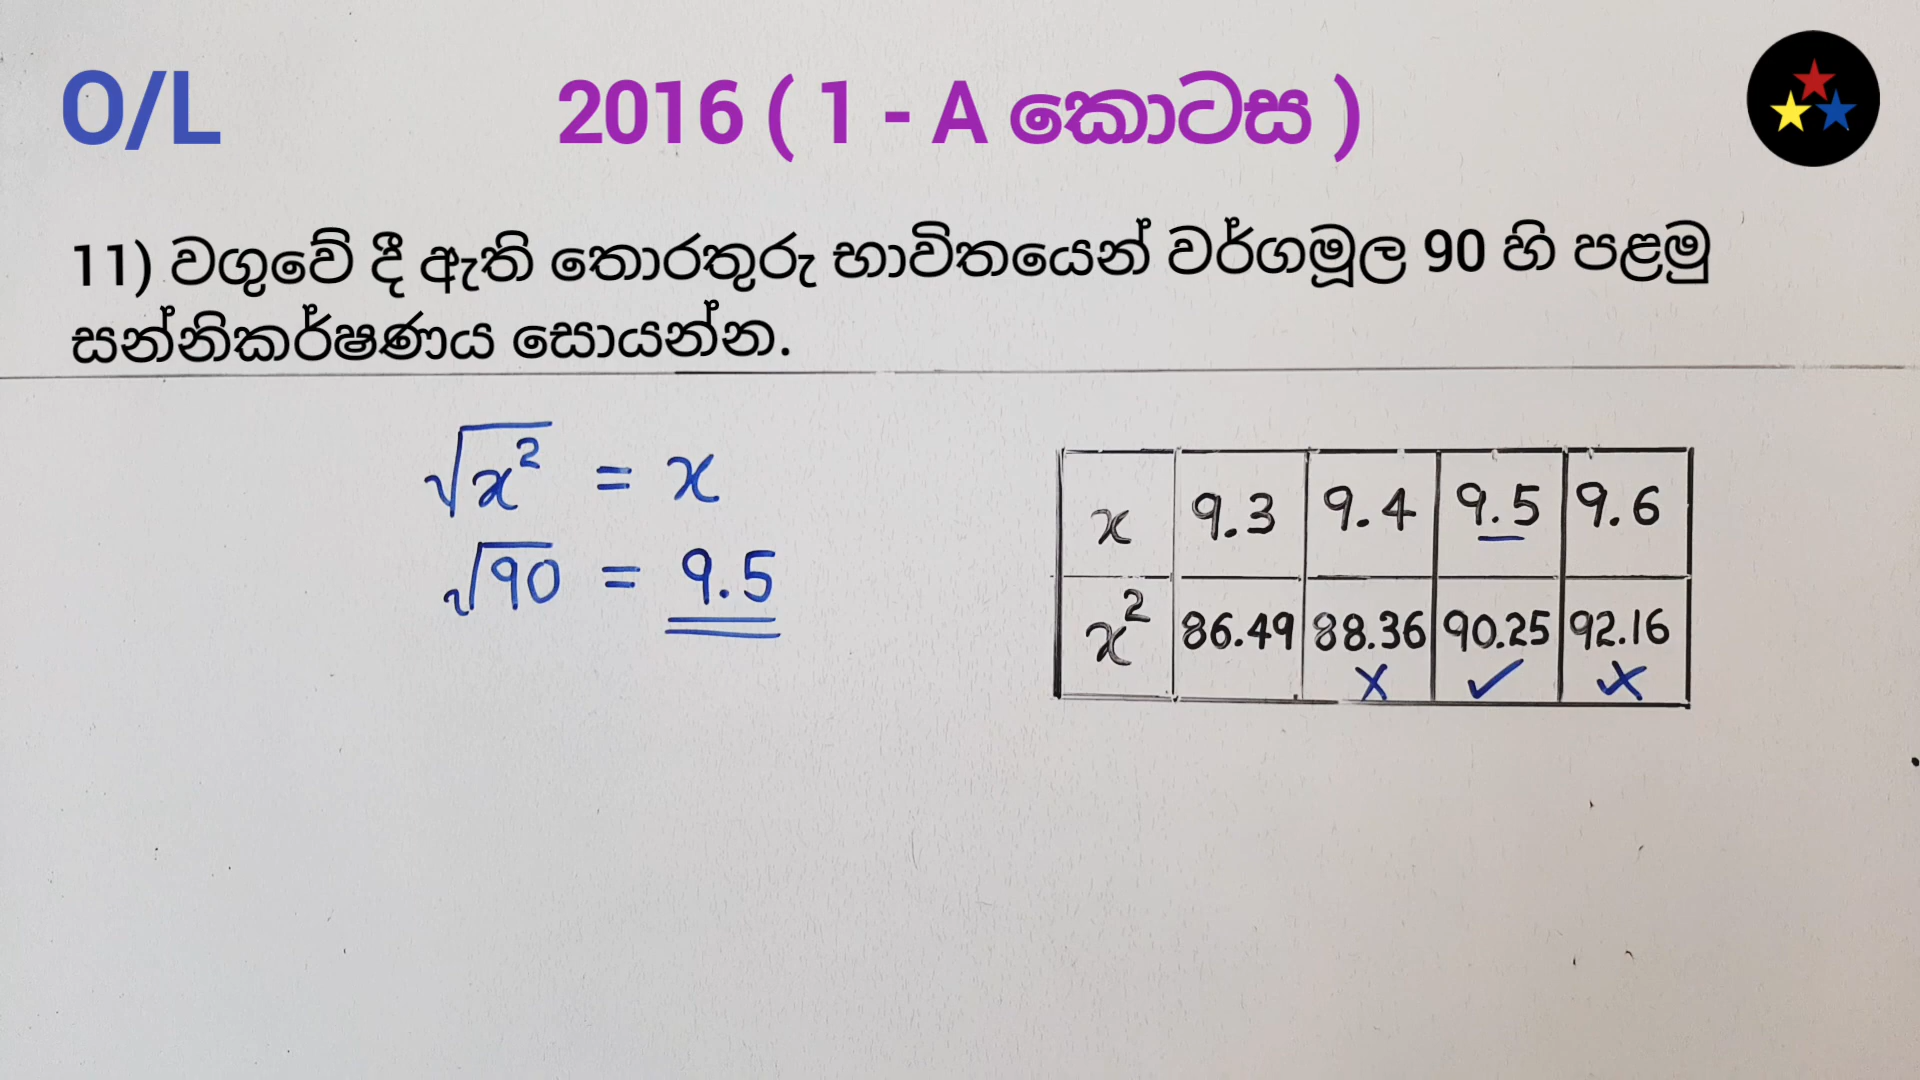 O/L
2016 ( 1 - A කොටස )
11) වගුවේ දී ඇති තොරතුරු භාවිතයෙන් වර්ගමූල 90 හි පළමු
සන්නිකර්ෂණය සොයන්න.
√x² = x
√90 = 9.5
x 9.3 9.4 9.5 9.6
x² 86.49 88.36 90.25 92.16
x ✓ x